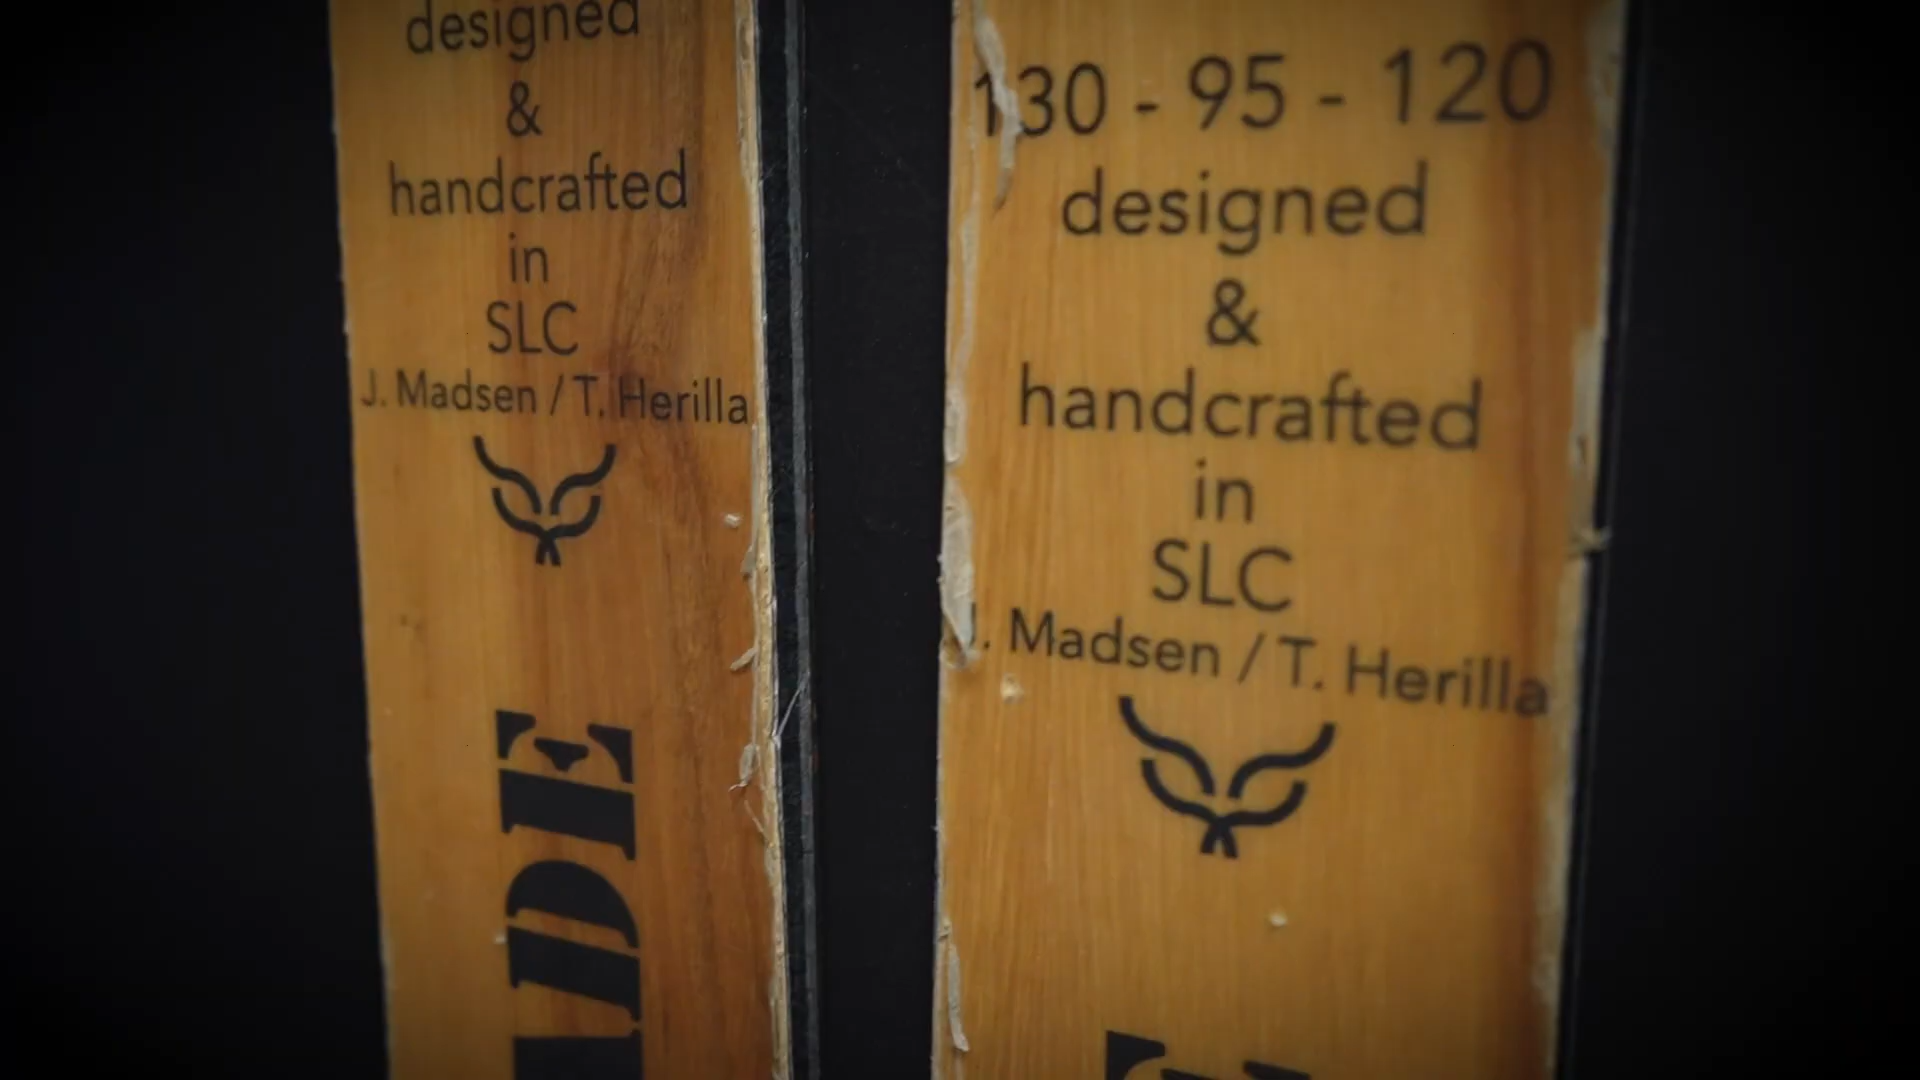 designed
&
handcrafted
in
SLC
J. Madsen / T. Herilla
130 - 95 - 120
designed
&
handcrafted
in
SLC
J. Madsen / T. Herilla